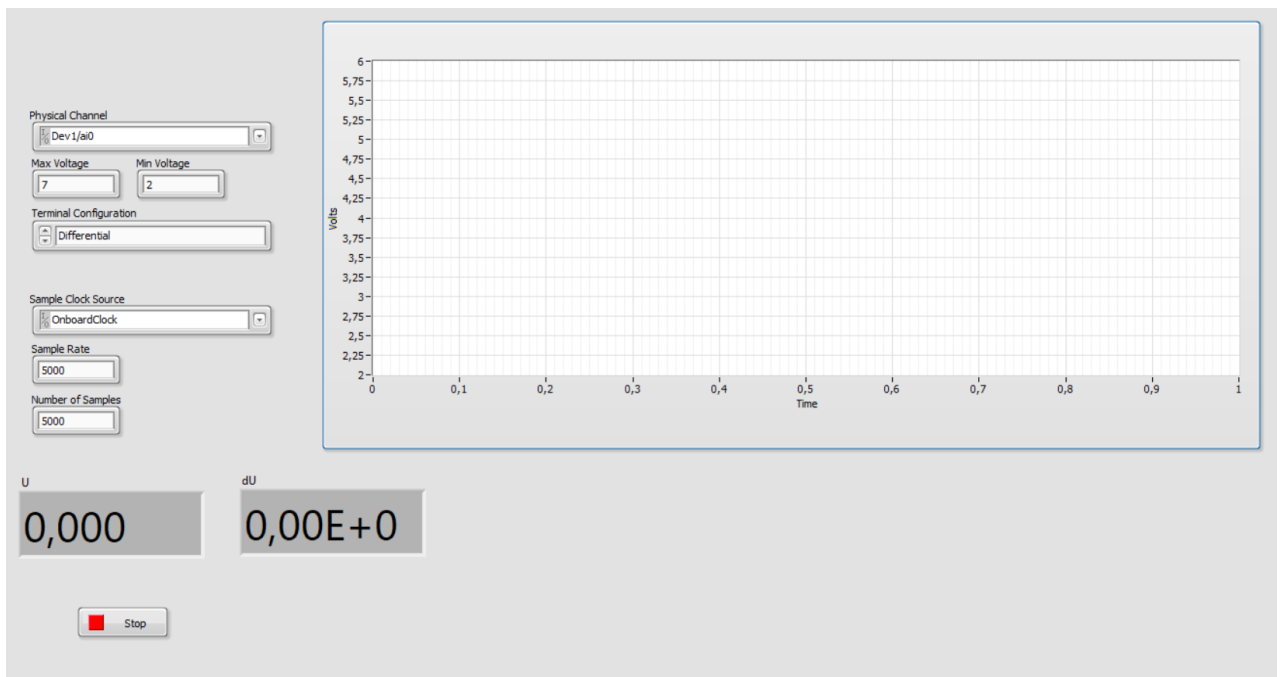 Physical Channel
Dev1/ai0
Max Voltage Min Voltage
7 2
Terminal Configuration
Differential
Sample Clock Source
OnboardClock
Sample Rate
5000
Number of Samples
5000
6
5,75
5,5
5,25
5
4,75
4,5
4,25
4
3,75
3,5
3,25
3
2,75
2,5
2,25
2
Volts
0 0,1 0,2 0,3 0,4 0,5 0,6 0,7 0,8 0,9 1
Time
U dU
0,000 0,00E+0
Stop